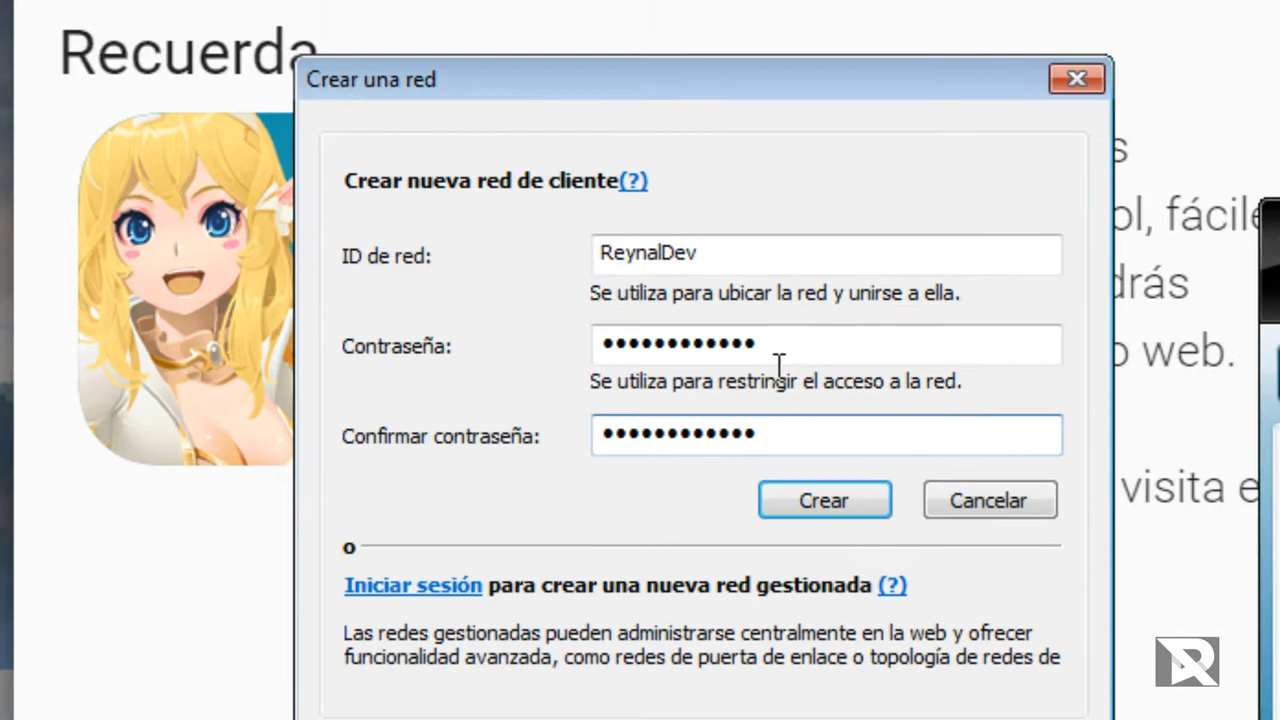 Recuerda
Crear una red
Crear nueva red de cliente(?)
ID de red:
ReynalDev
Se utiliza para ubicar la red y unirse a ella.
Contraseña:
••••••••••••
Se utiliza para restringir el acceso a la red.
Confirmar contraseña:
••••••••••••
Crear
Cancelar
o
Iniciar sesión para crear una nueva red gestionada (?)
Las redes gestionadas pueden administrarse centralmente en la web y ofrecer
funcionalidad avanzada, como redes de puerta de enlace o topología de redes de
web.
visita